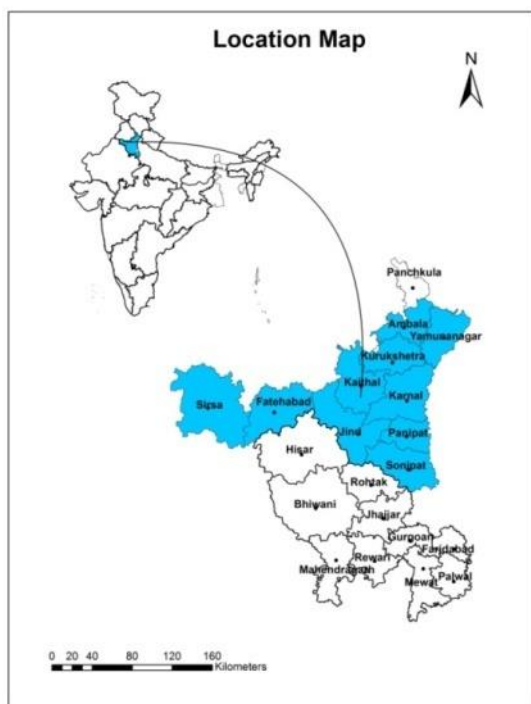 Location Map
N
Panchkula
Ambala
Yamunanagar
Kurukshetra
Kaithal
Karnal
Sirsa
Fatehabad
Jind
Panipat
Hisar
Sonipat
Rohtak
Bhiwani
Jhajjar
Gurgoan
Faridabad
Rewari
Mahendragarh
Mewat
Palwal
0 20 40 80 120 160
Kilometers